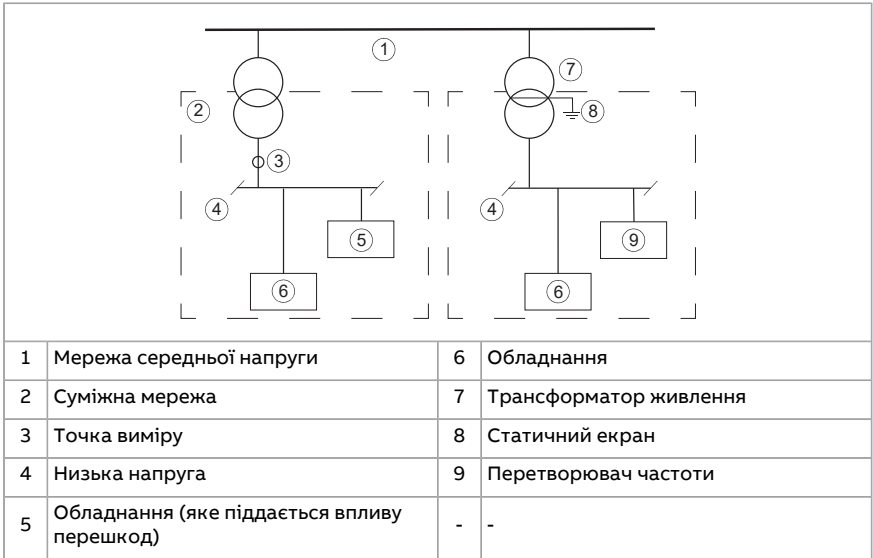 1
7
2
8
3
4
4
5
9
6
6
1 Мережа середньої напруги 6 Обладнання
2 Суміжна мережа 7 Трансформатор живлення
3 Точка виміру 8 Статичний екран
4 Низька напруга 9 Перетворювач частоти
5 Обладнання (яке піддається впливу
перешкод) - -